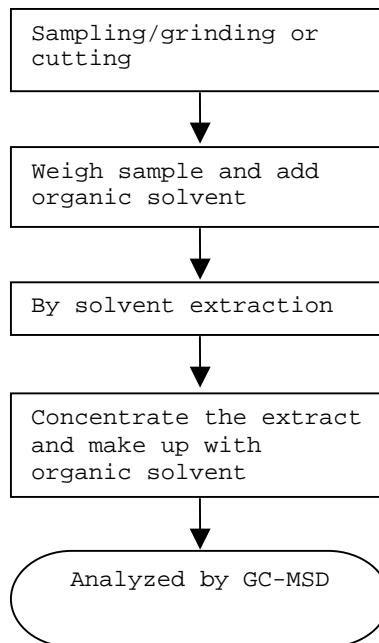 Sampling/grinding or
cutting
Weigh sample and add
organic solvent
By solvent extraction
Concentrate the extract
and make up with
organic solvent
Analyzed by GC-MSD